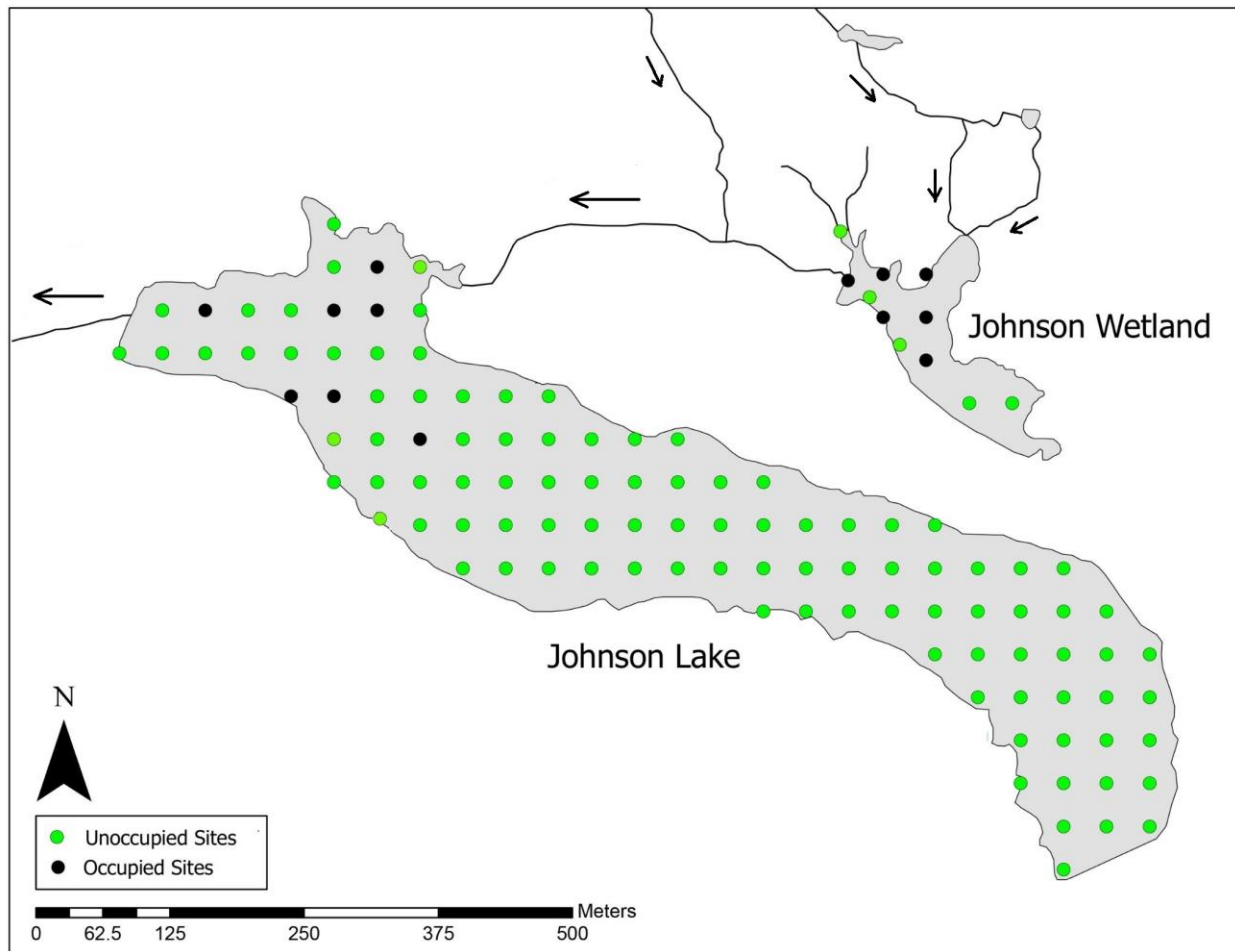 Johnson Wetland
Johnson Lake
N
Unoccupied Sites
Occupied Sites
Meters
0 62.5 125 250 375 500